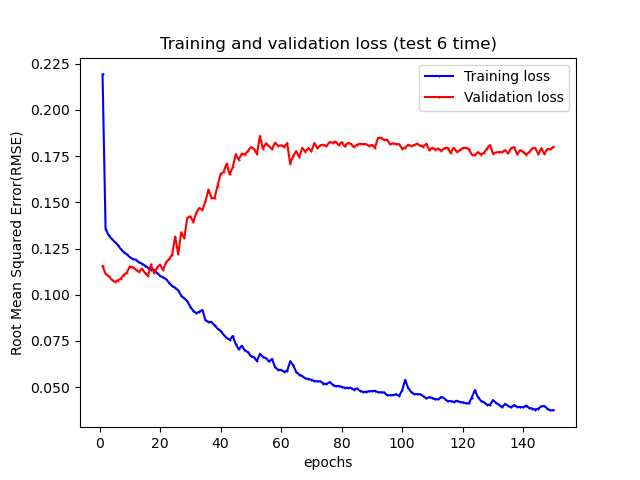 Training and validation loss (test 6 time)
Training loss
Validation loss
Root Mean Squared Error(RMSE)
0.225
0.200
0.175
0.150
0.125
0.100
0.075
0.050
0 20 40 60 80 100 120 140
epochs